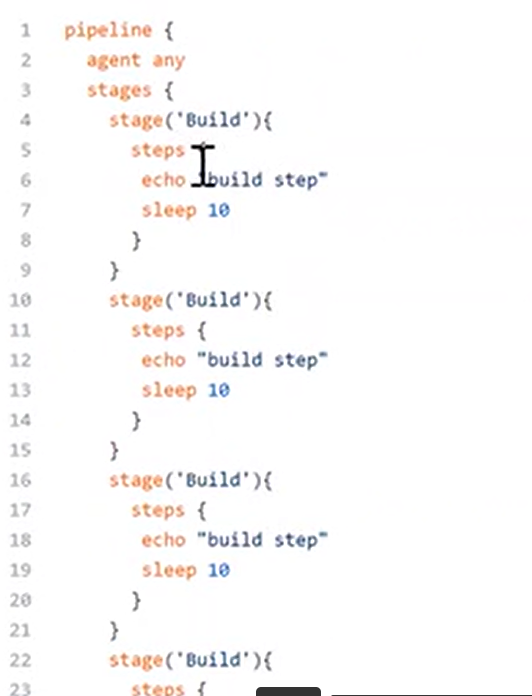 1 pipeline {
2 agent any
3 stages {
4 stage('Build'){
5 steps {
6 echo "build step"
7 sleep 10
8 }
9 }
10 stage('Build'){
11 steps {
12 echo "build step"
13 sleep 10
14 }
15 }
16 stage('Build'){
17 steps {
18 echo "build step"
19 sleep 10
20 }
21 }
22 stage('Build'){
23 steps {